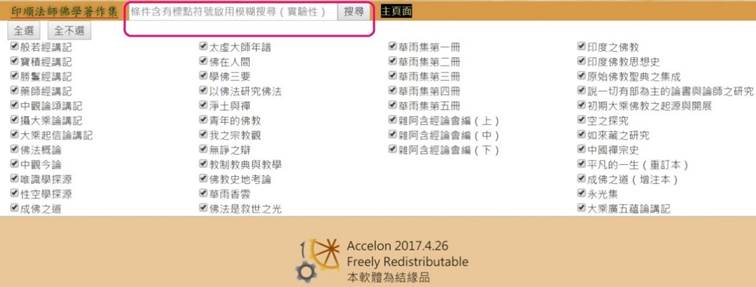 印順法師佛學著作集 條件含有標點符號啟用模糊搜尋（實驗性） 搜尋 主頁面
全選 全不選
般若經講記 太虛大師年譜 華雨集第一冊 印度之佛教
寶積經講記 佛在人間 華雨集第二冊 印度佛教思想史
勝鬘經講記 學佛三要 華雨集第三冊 原始佛教聖典之集成
藥師經講記 以佛法研究佛法 華雨集第四冊 說一切有部為主的論書與論師之研究
中觀論頌講記 淨土與禪 華雨集第五冊 初期大乘佛教之起源與開展
攝大乘論講記 青年的佛教 雜阿含經論會編（上） 空之探究
大乘起信論講記 我之宗教觀 雜阿含經論會編（中） 如來藏之研究
佛法概論 無諍之辯 雜阿含經論會編（下） 中國禪宗史
中觀今論 教制教典與教學 平凡的一生（重訂本）
唯識學探源 佛教史地考論 成佛之道（增注本）
性空學探源 華雨香雲 永光集
成佛之道 佛法是救世之光 大乘廣五蘊論講記
Accelon 2017.4.26
Freely Redistributable
本軟體為結緣品